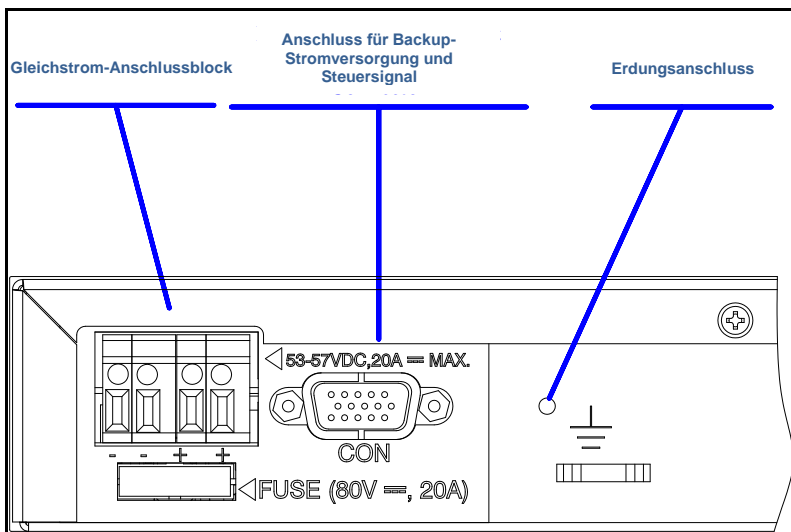 Anschluss für Backup-
Stromversorgung und
Steuersignal
Gleichstrom-Anschlussblock
Erdungsanschluss
53-57VDC,20A MAX.
CON
- - + +
FUSE (80V , 20A)